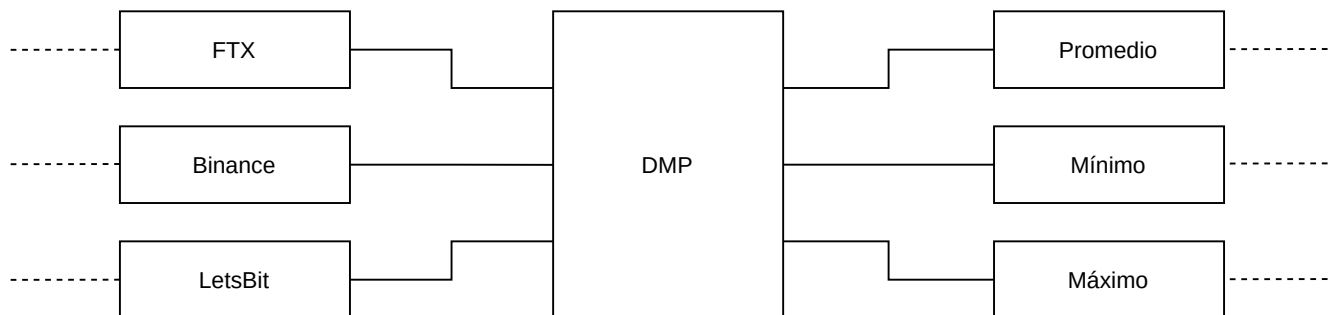 FTX
Binance
LetsBit
DMP
Promedio
Mínimo
Máximo